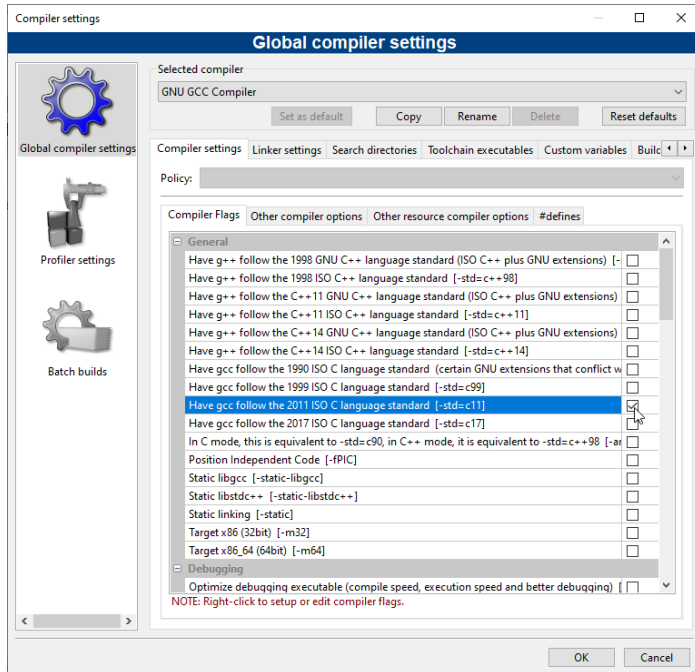 Compiler settings
Global compiler settings
Global compiler settings
Profiler settings
Batch builds
Selected compiler
GNU GCC Compiler
Set as default Copy Rename Delete Reset defaults
Compiler settings Linker settings Search directories Toolchain executables Custom variables Build
Policy:
Compiler Flags Other compiler options Other resource compiler options #defines
General
Have g++ follow the 1998 GNU C++ language standard (ISO C++ plus GNU extensions) [-
Have g++ follow the 1998 ISO C++ language standard [-std=c++98]
Have g++ follow the C++11 GNU C++ language standard (ISO C++ plus GNU extensions)
Have g++ follow the C++11 ISO C++ language standard [-std=c++11]
Have g++ follow the C++14 GNU C++ language standard (ISO C++ plus GNU extensions)
Have g++ follow the C++14 ISO C++ language standard [-std=c++14]
Have gcc follow the 1990 ISO C language standard (certain GNU extensions that conflict w
Have gcc follow the 1999 ISO C language standard [-std=c99]
Have gcc follow the 2011 ISO C language standard [-std=c11]
Have gcc follow the 2017 ISO C language standard [-std=c17]
In C mode, this is equivalent to -std=c90, in C++ mode, it is equivalent to -std=c++98 [-an
Position Independent Code [-fPIC]
Static libgcc [-static-libgcc]
Static libstdc++ [-static-libstdc++]
Static linking [-static]
Target x86 (32bit) [-m32]
Target x86_64 (64bit) [-m64]
Debugging
Optimize debugging executable (compile speed, execution speed and better debugging) [
NOTE: Right-click to setup or edit compiler flags.
OK Cancel